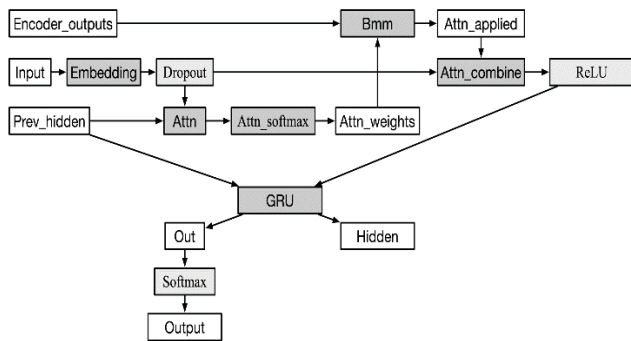 Encoder_outputs
Bmm
Attn_applied
Input
Embedding
Dropout
Attn_combine
ReLU
Prev_hidden
Attn
Attn_softmax
Attn_weights
GRU
Out
Hidden
Softmax
Output